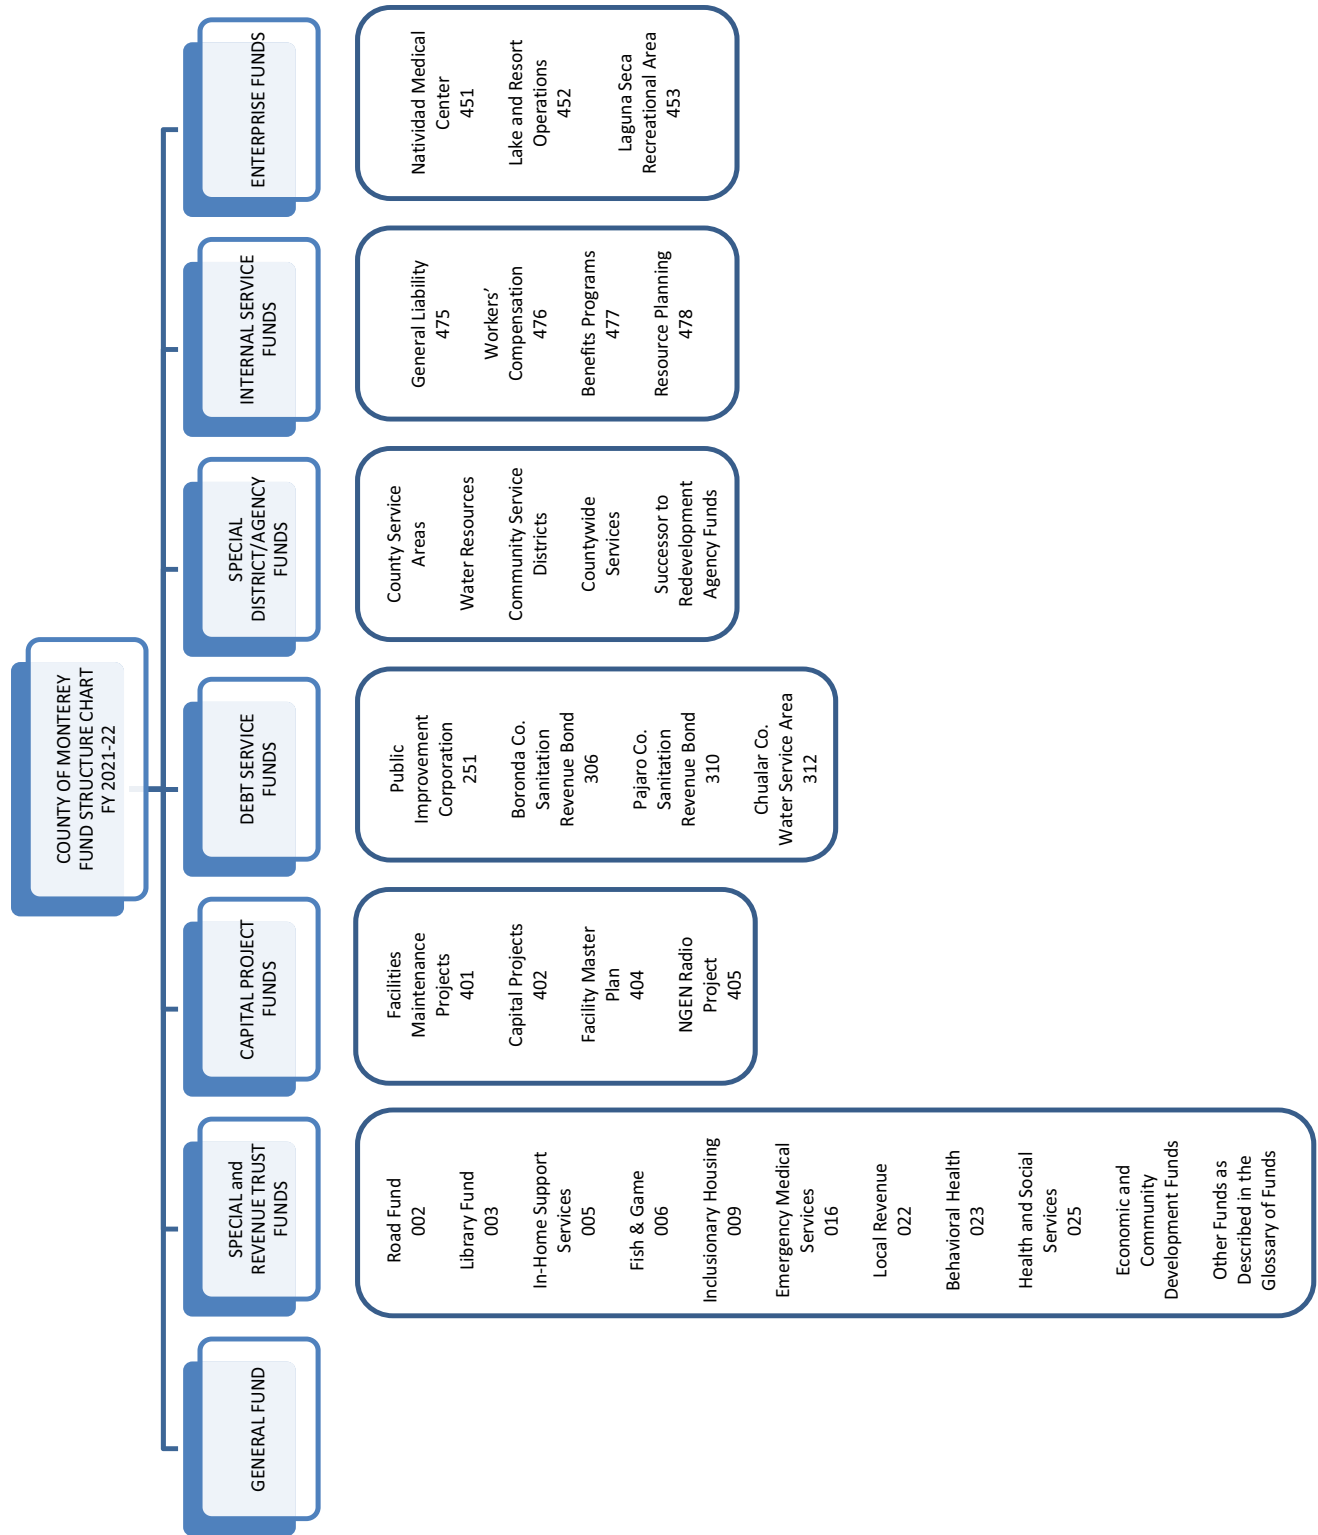 COUNTY OF MONTEREY
FUND STRUCTURE CHART
FY 2021-22
GENERAL FUND
SPECIAL and
REVENUE TRUST
FUNDS
Road Fund
002
Library Fund
003
In-Home Support
Services
005
Fish & Game
006
Inclusionary Housing
009
Emergency Medical
Services
016
Local Revenue
022
Behavioral Health
023
Health and Social
Services
025
Economic and
Community
Development Funds
Other Funds as
Described in the
Glossary of Funds
CAPITAL PROJECT
FUNDS
Facilities
Maintenance
Projects
401
Capital Projects
402
Facility Master
Plan
404
NGEN Radio
Project
405
DEBT SERVICE
FUNDS
Public
Improvement
Corporation
251
Boronda Co.
Sanitation
Revenue Bond
306
Pajaro Co.
Sanitation
Revenue Bond
310
Chualar Co.
Water Service Area
312
SPECIAL
DISTRICT/AGENCY
FUNDS
County Service
Areas
Water Resources
Community Service
Districts
Countywide
Services
Successor to
Redevelopment
Agency Funds
INTERNAL SERVICE
FUNDS
General Liability
475
Workers’
Compensation
476
Benefits Programs
477
Resource Planning
478
ENTERPRISE FUNDS
Natividad Medical
Center
451
Lake and Resort
Operations
452
Laguna Seca
Recreational Area
453